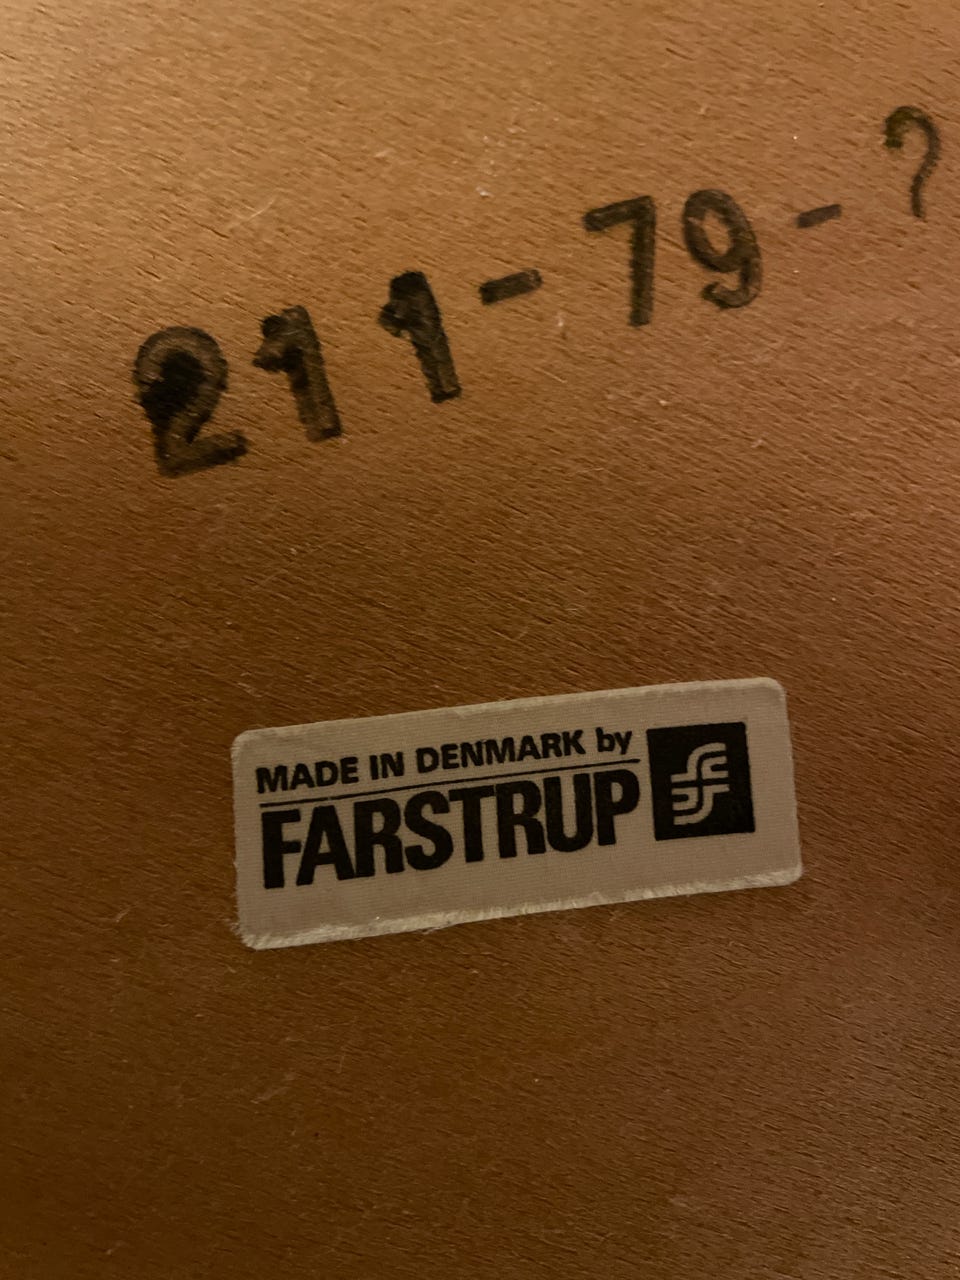 211-79-?
MADE IN DENMARK by
FARSTRUP